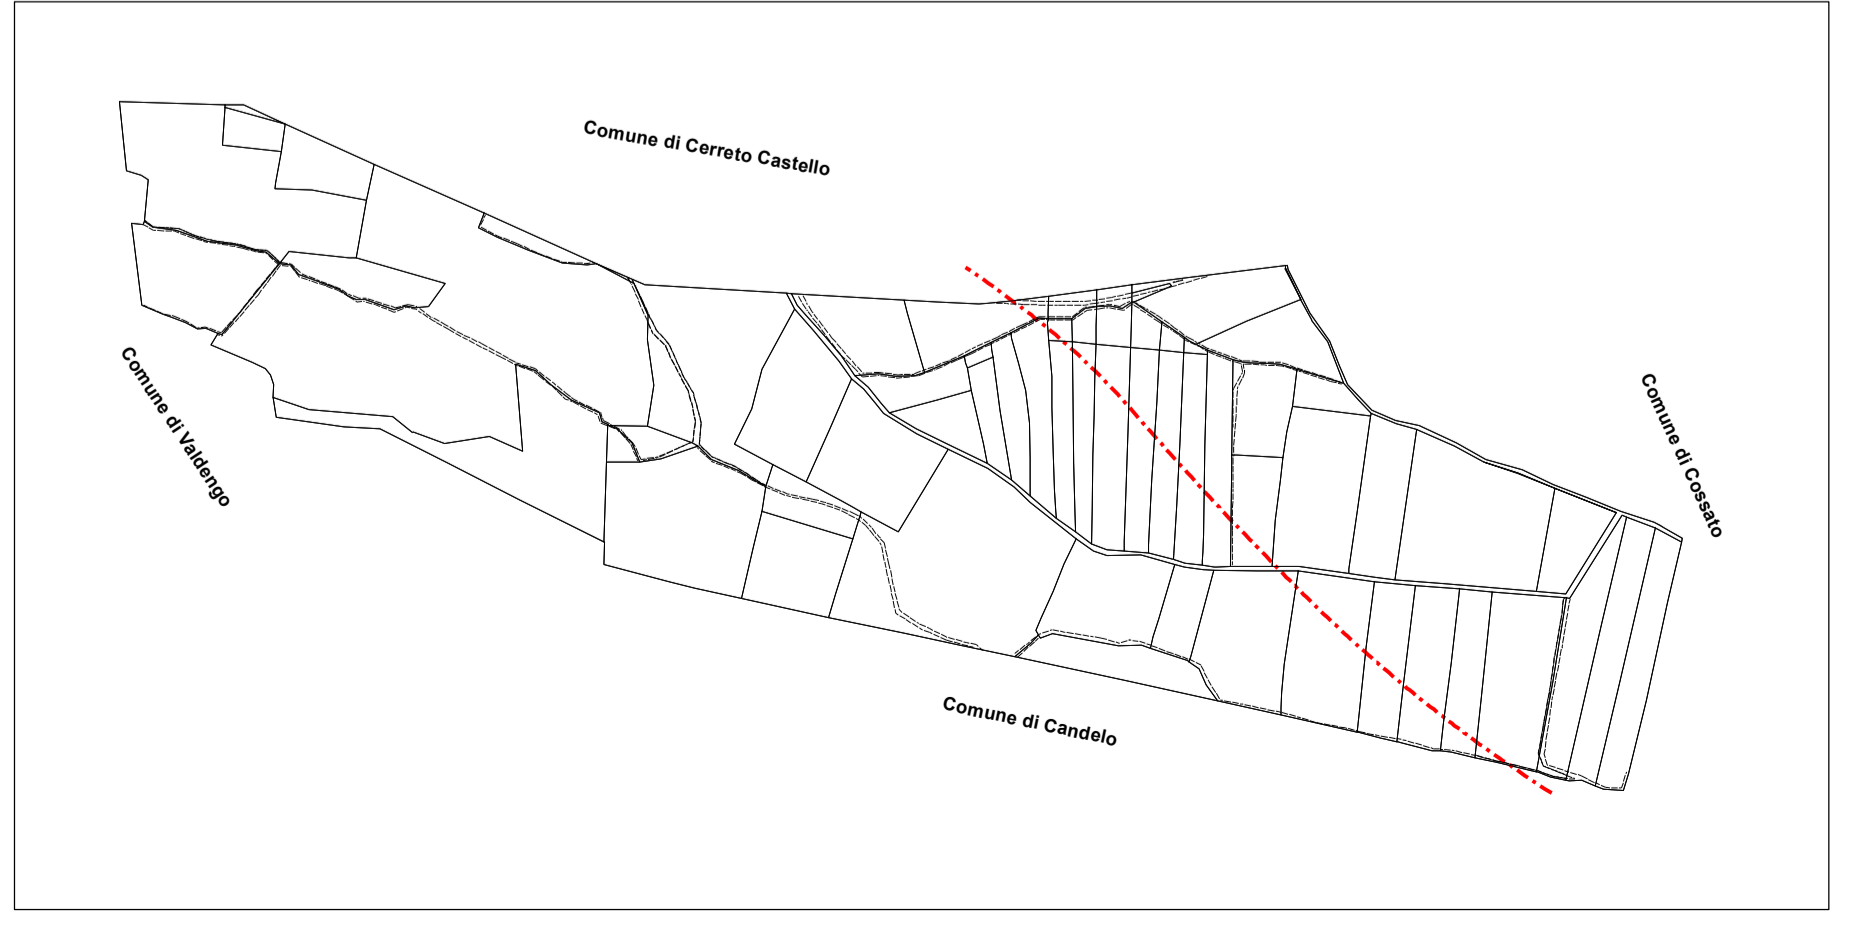 Comune di Cerreto Castello
Comune di Valdengo
Comune di Cossato
Comune di Candelo